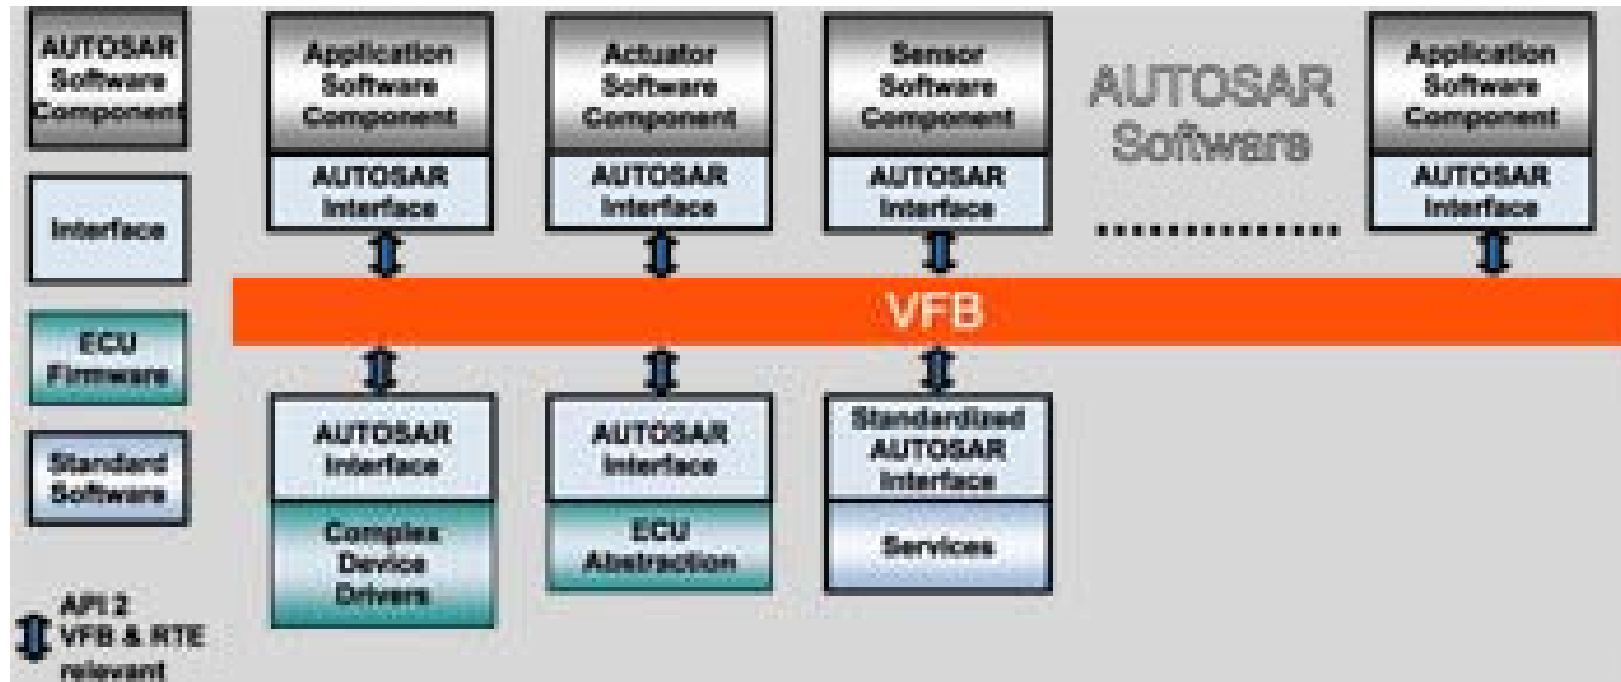 AUTOSAR
Software
Component
Interface
ECU
Firmware
Standard
Software
API 2
VFB & RTE
relevant
Application
Software
Component
AUTOSAR
Interface
Actuator
Software
Component
AUTOSAR
Interface
Sensor
Software
Component
AUTOSAR
Interface
AUTOSAR
Software
Application
Software
Component
AUTOSAR
Interface
VFB
AUTOSAR
Interface
Complex
Device
Drivers
AUTOSAR
Interface
ECU
Abstraction
Standardized
AUTOSAR
Interface
Services